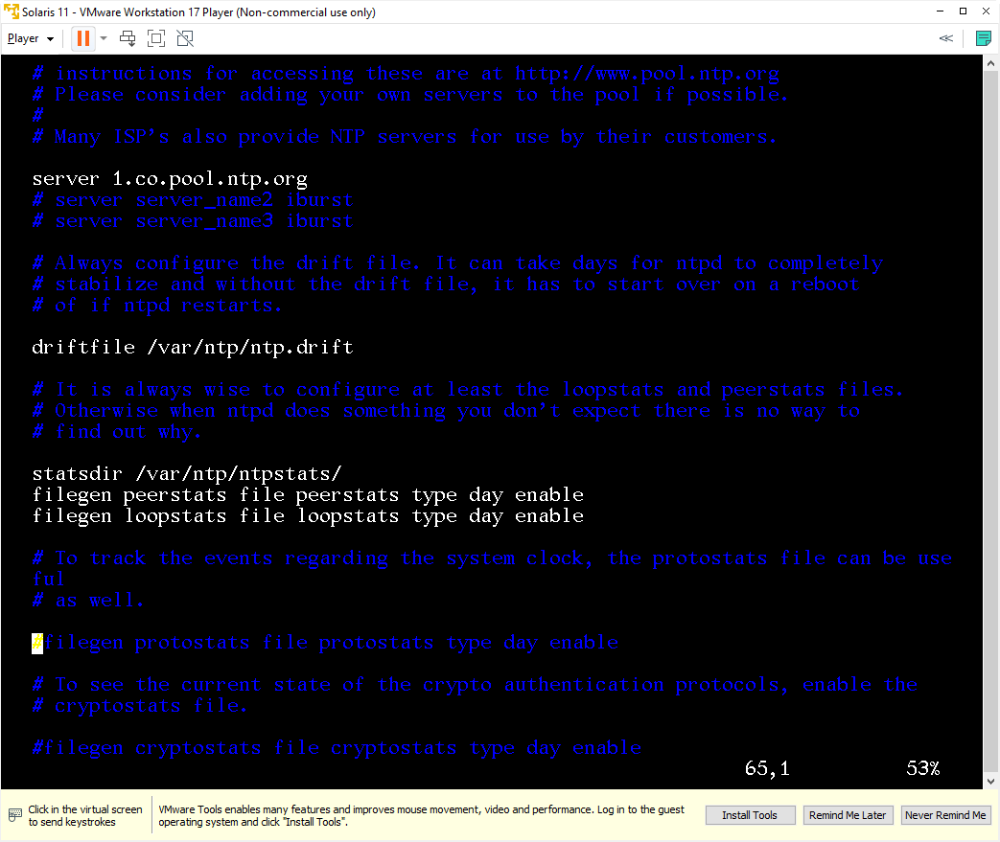 Solaris 11 - VMware Workstation 17 Player (Non-commercial use only)
Player
# instructions for accessing these are at http://www.pool.ntp.org
# Please consider adding your own servers to the pool if possible.
#
# Many ISP's also provide NTP servers for use by their customers.
server 1.co.pool.ntp.org
# server server_name2 iburst
# server server_name3 iburst
# Always configure the drift file. It can take days for ntpd to completely
# stabilize and without the drift file, it has to start over on a reboot
# of if ntpd restarts.
driftfile /var/ntp/ntp.drift
# It is always wise to configure at least the loopstats and peerstats files.
# Otherwise when ntpd does something you don't expect there is no way to
# find out why.
statsdir /var/ntp/ntpstats/
filegen peerstats file peerstats type day enable
filegen loopstats file loopstats type day enable
# To track the events regarding the system clock, the protostats file can be use
ful
# as well.
#filegen protostats file protostats type day enable
# To see the current state of the crypto authentication protocols, enable the
# cryptostats file.
#filegen cryptostats file cryptostats type day enable
65,1 53%
Click in the virtual screen
to send keystrokes
VMware Tools enables many features and improves mouse movement, video and performance. Log in to the guest
operating system and click "Install Tools".
Install Tools
Remind Me Later
Never Remind Me